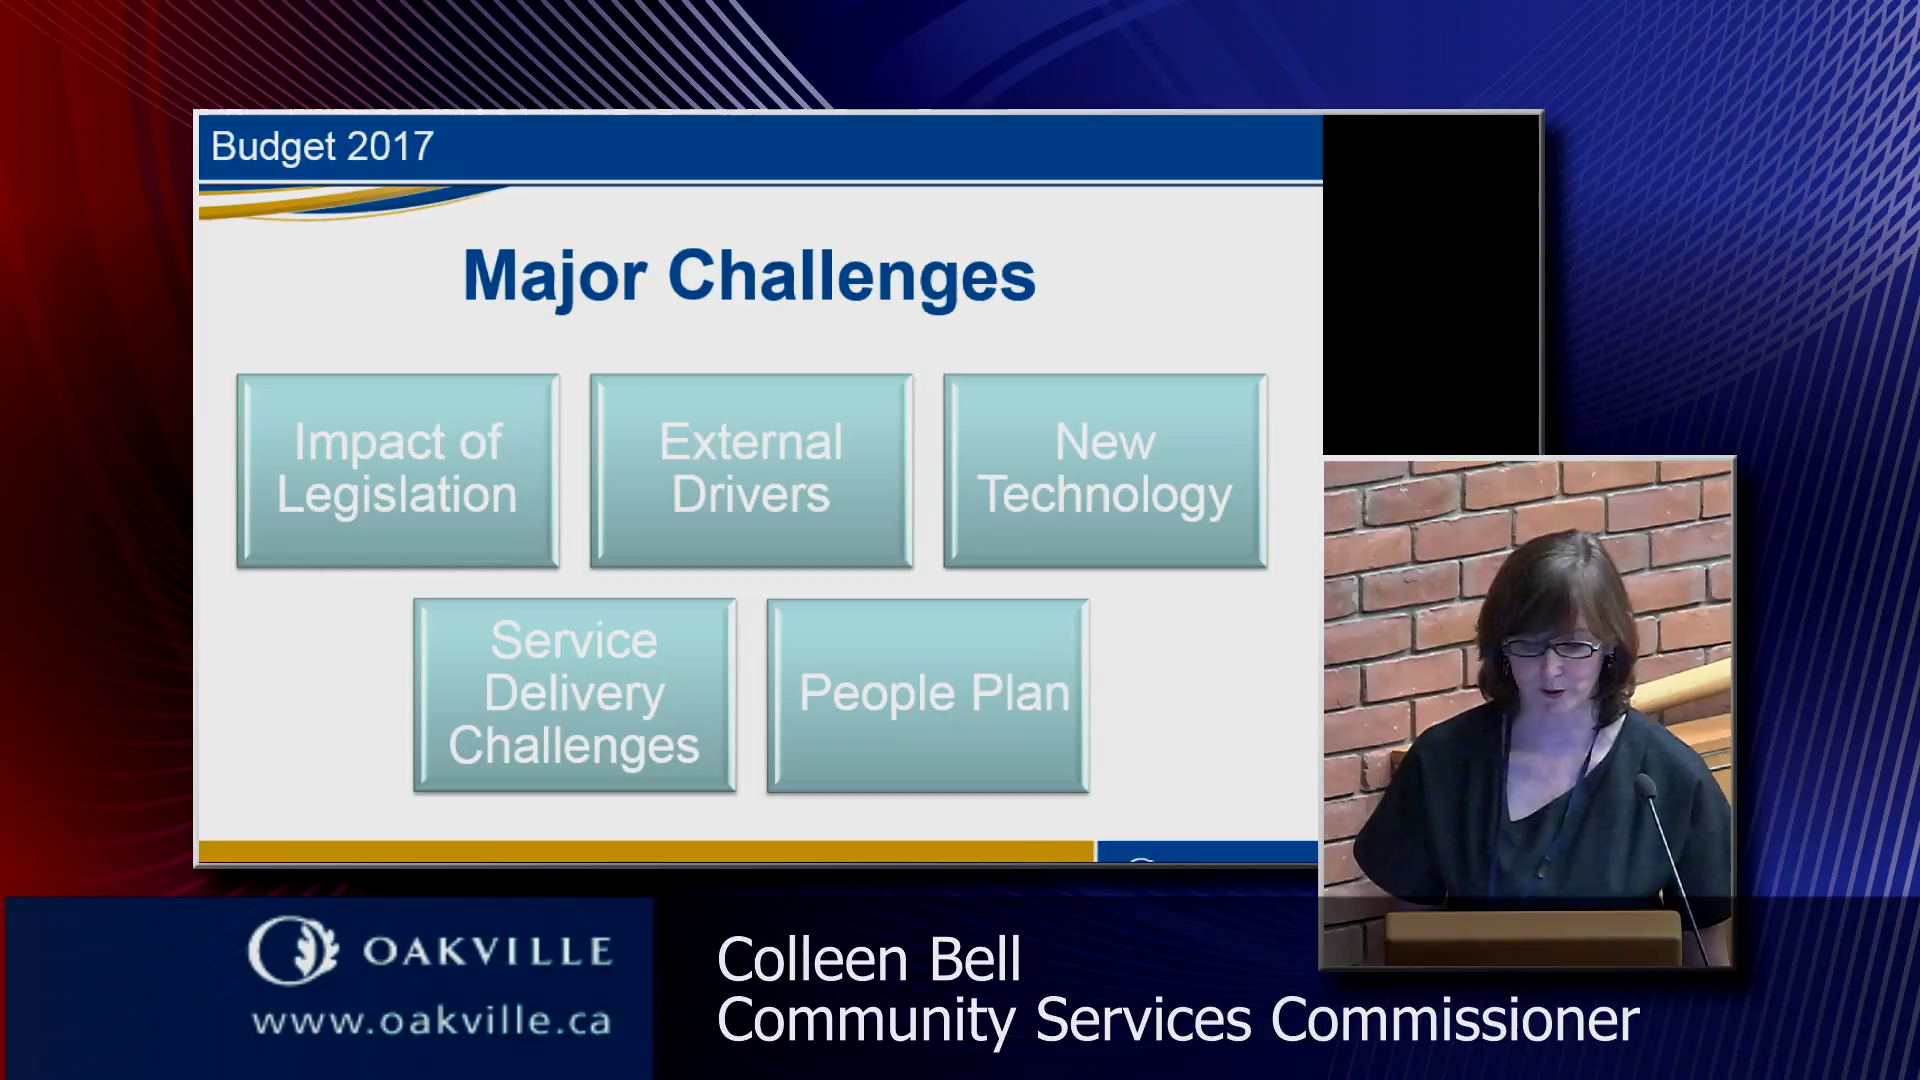 Budget 2017
Major Challenges
Impact of
Legislation
External
Drivers
New
Technology
Service
Delivery
Challenges
People Plan
OAKVILLE
www.oakville.ca
Colleen Bell
Community Services Commissioner